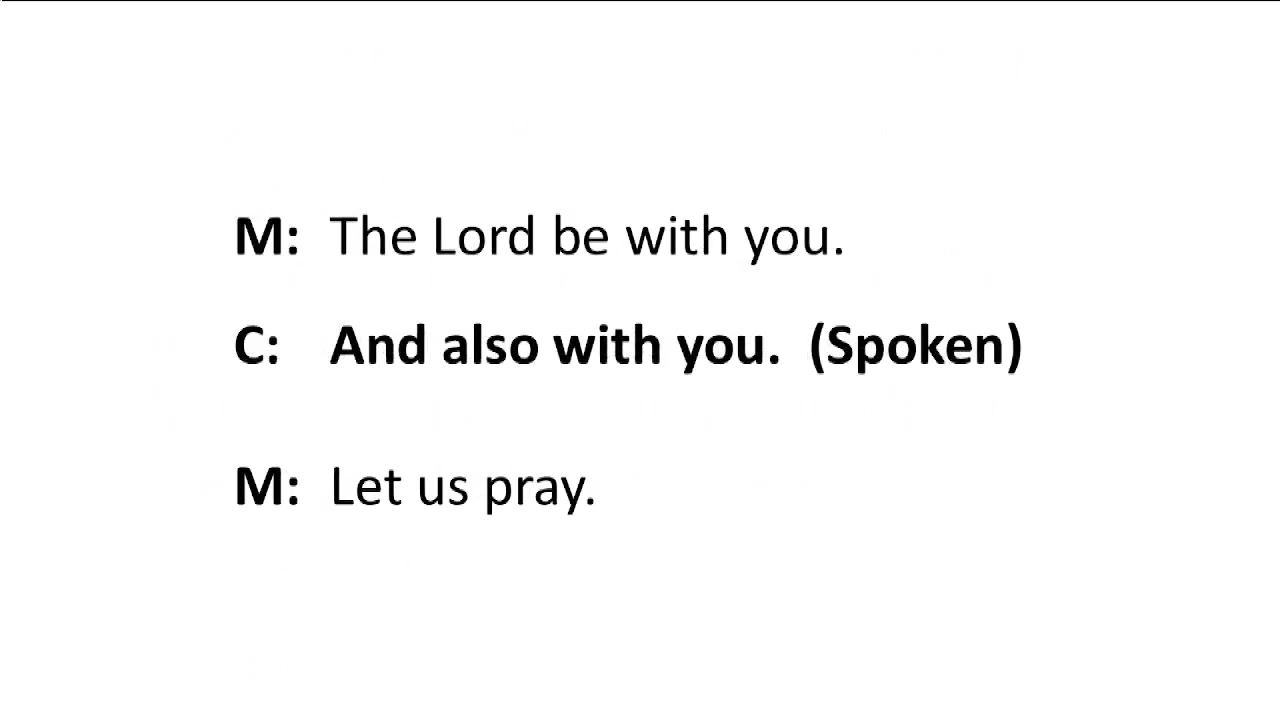 M: The Lord be with you.
C: And also with you. (Spoken)
M: Let us pray.